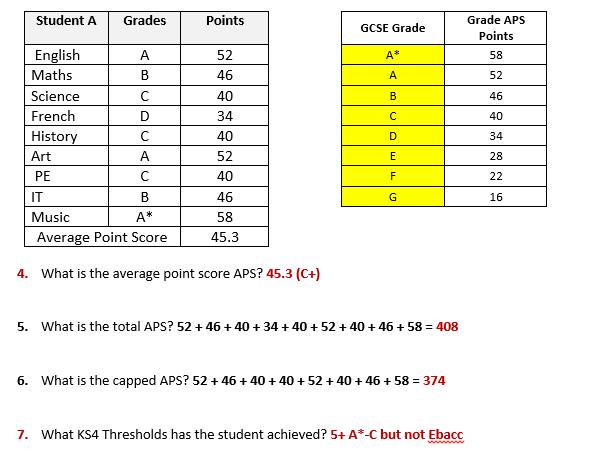 Student A Grades Points
English A 52
Maths B 46
Science C 40
French D 34
History C 40
Art A 52
PE C 40
IT B 46
Music A* 58
Average Point Score 45.3
GCSE Grade Grade APS Points
A* 58
A 52
B 46
C 40
D 34
E 28
F 22
G 16
4. What is the average point score APS? 45.3 (C+)
5. What is the total APS? 52 + 46 + 40 + 34 + 40 + 52 + 40 + 46 + 58 = 408
6. What is the capped APS? 52 + 46 + 40 + 40 + 52 + 40 + 46 + 58 = 374
7. What KS4 Thresholds has the student achieved? 5+ A*-C but not Ebacc